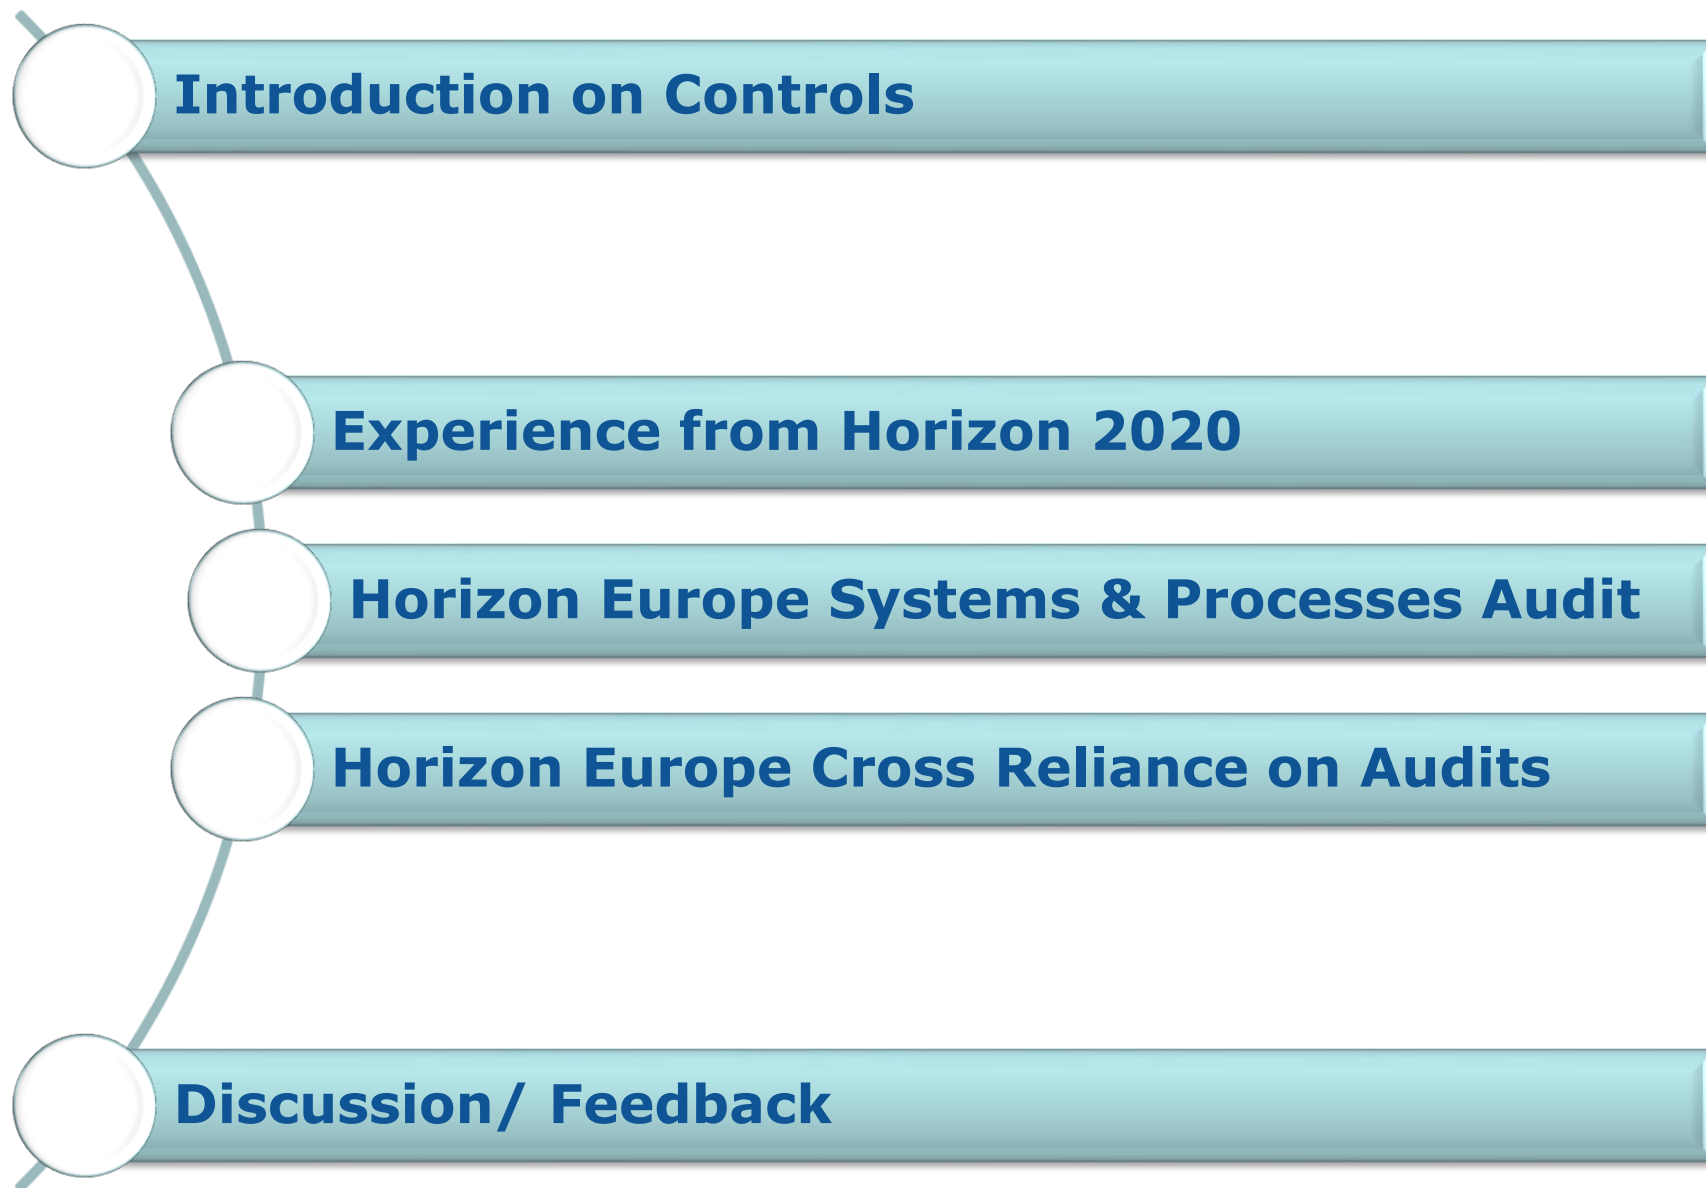 Introduction on Controls
Experience from Horizon 2020
Horizon Europe Systems & Processes Audit
Horizon Europe Cross Reliance on Audits
Discussion/ Feedback